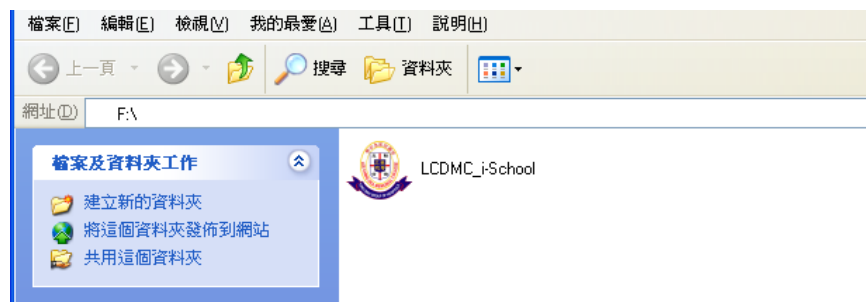 檔案(F) 編輯(E) 檢視(V) 我的最愛(A) 工具(T) 說明(H)
上一頁 搜尋 資料夾
網址(D) F:\
檔案及資料夾工作
建立新的資料夾
將這個資料夾發佈到網站
共用這個資料夾
LCDMC_i-School